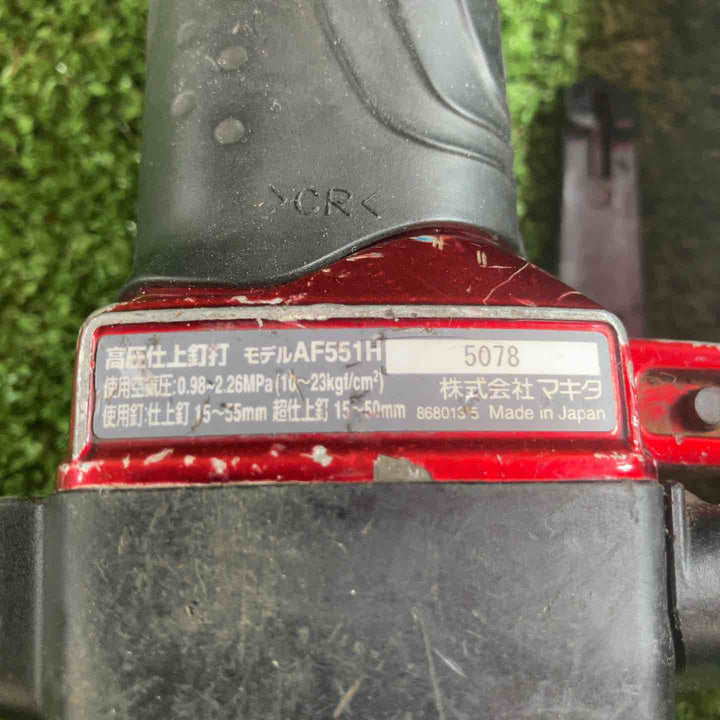 >CR<
高圧仕上釘打 モデルAF551H 5078
使用空気圧:0.98~2.26MPa(10~23kgf/cm²) 株式会社マキタ
使用釘:仕上釘 15~55mm 超仕上釘 15~50mm 868013-5 Made in Japan